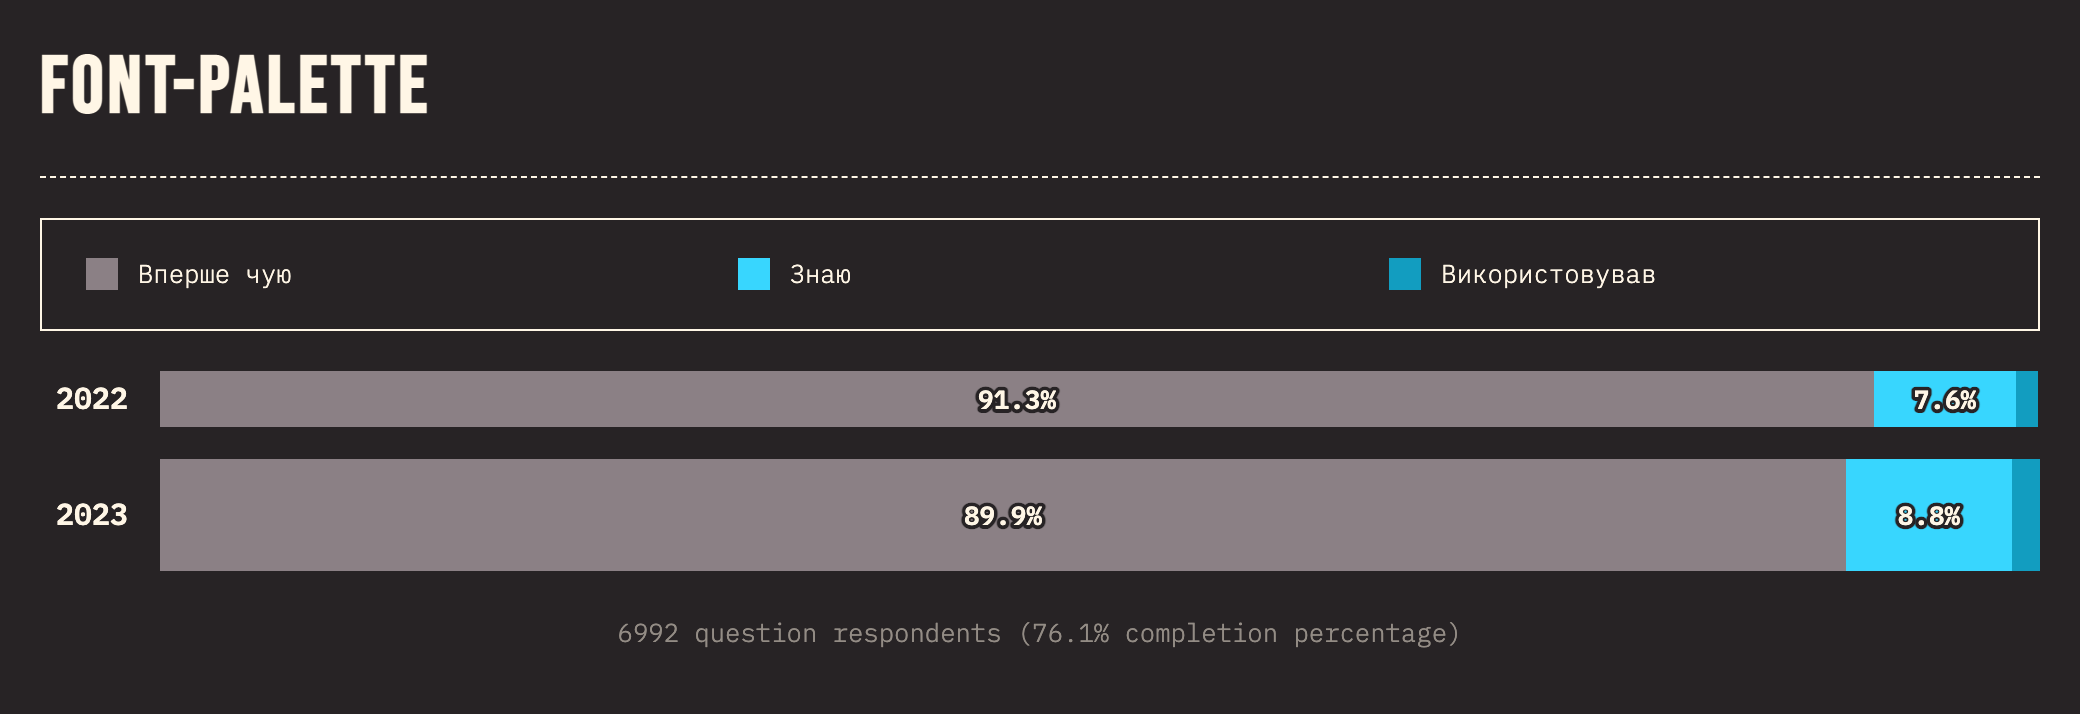 FONT-PALETTE
Вперше чую
Знаю
Використовував
2022 91.3% 7.6%
2023 89.9% 8.8%
6992 question respondents (76.1% completion percentage)